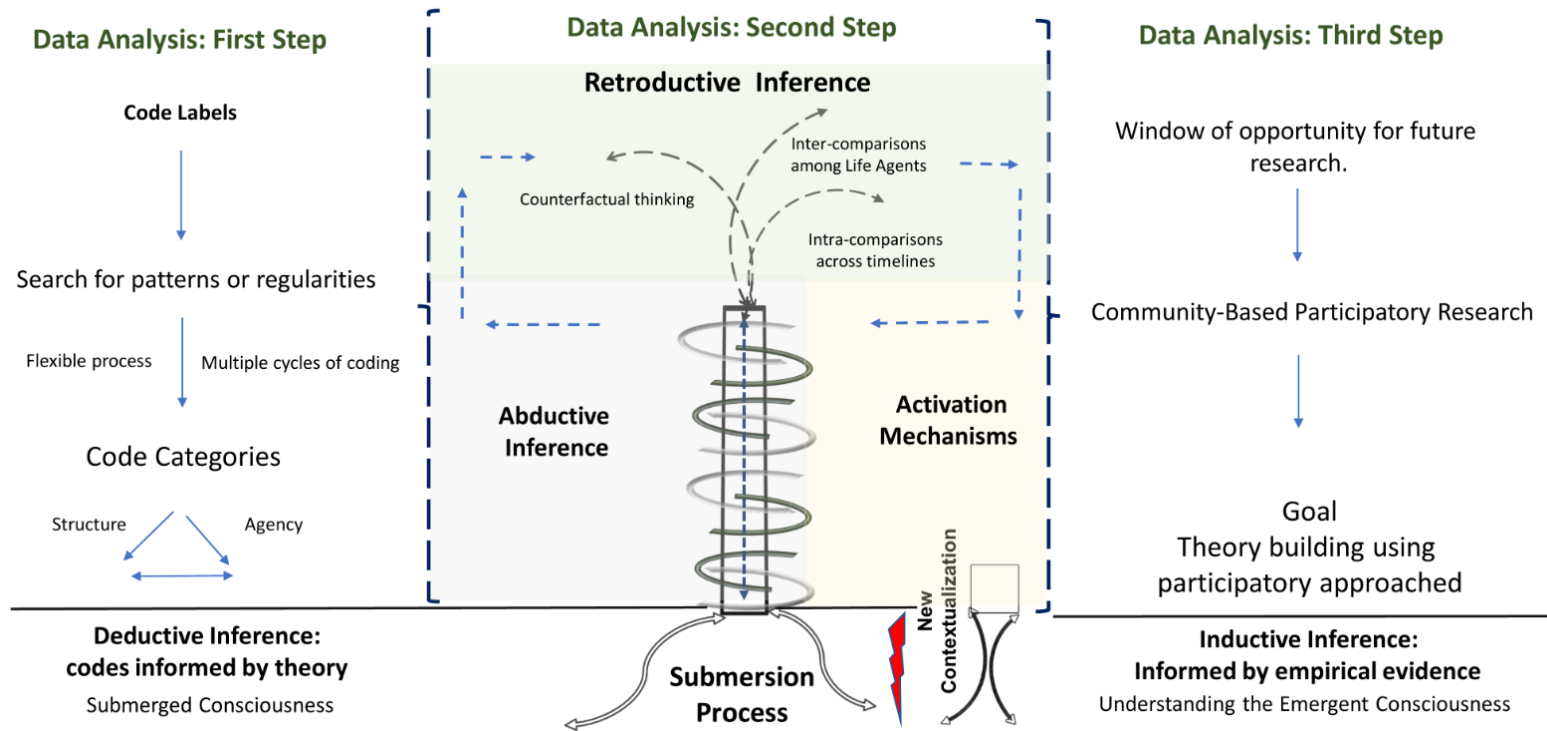 Data Analysis: First Step
Code Labels
Search for patterns or regularities
Flexible process
Multiple cycles of coding
Code Categories
Structure
Agency
Deductive Inference:
codes informed by theory
Submerged Consciousness
Data Analysis: Second Step
Retroductive Inference
Counterfactual thinking
Inter-comparisons
among Life Agents
Intra-comparisons
across timelines
Abductive
Inference
Activation
Mechanisms
Submersion
Process
New
Contextualization
Data Analysis: Third Step
Window of opportunity for future
research.
Community-Based Participatory Research
Goal
Theory building using
participatory approached
Inductive Inference:
Informed by empirical evidence
Understanding the Emergent Consciousness